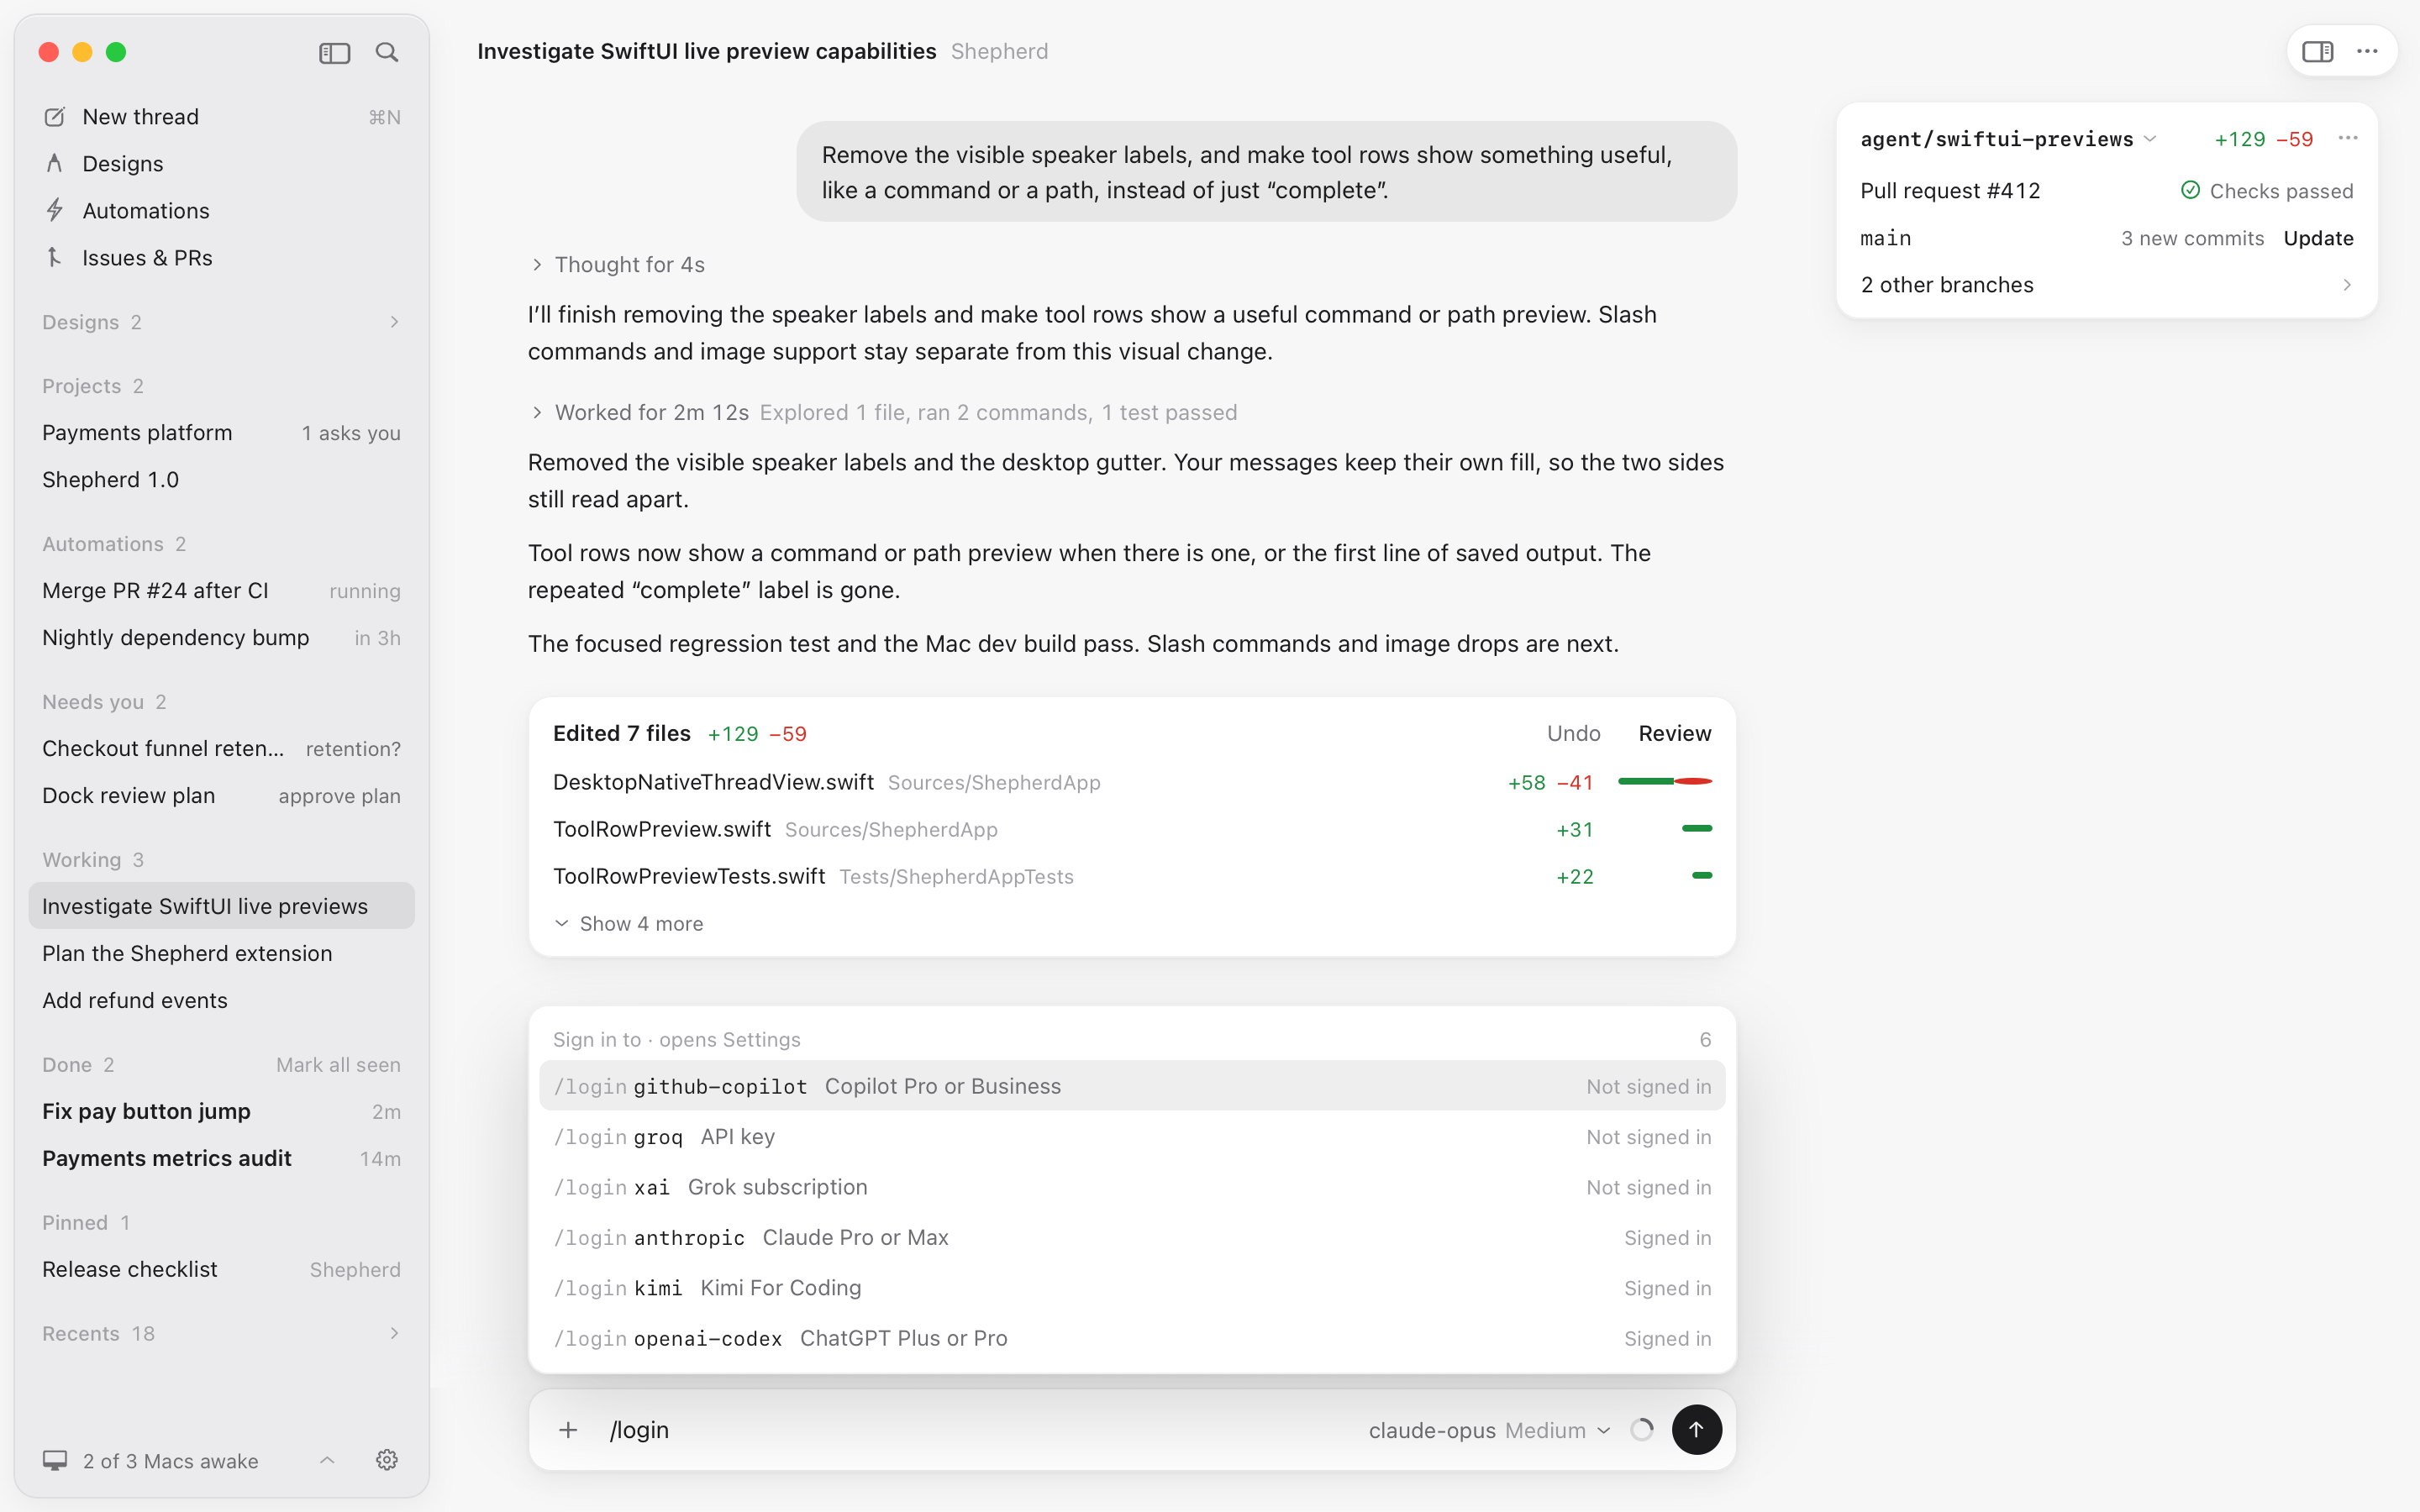 New thread ⌘N
Designs
Automations
Issues & PRs
Designs 2
Projects 2
Payments platform 1 asks you
Shepherd 1.0
Automations 2
Merge PR #24 after CI running
Nightly dependency bump in 3h
Needs you 2
Checkout funnel reten... retention?
Dock review plan approve plan
Working 3
Investigate SwiftUI live previews
Plan the Shepherd extension
Add refund events
Done 2 Mark all seen
Fix pay button jump 2m
Payments metrics audit 14m
Pinned 1
Release checklist Shepherd
Recents 18
2 of 3 Macs awake
Investigate SwiftUI live preview capabilities Shepherd
Remove the visible speaker labels, and make tool rows show something useful,
like a command or a path, instead of just “complete”.
Thought for 4s
I’ll finish removing the speaker labels and make tool rows show a useful command or path preview. Slash
commands and image support stay separate from this visual change.
Worked for 2m 12s Explored 1 file, ran 2 commands, 1 test passed
Removed the visible speaker labels and the desktop gutter. Your messages keep their own fill, so the two sides
still read apart.
Tool rows now show a command or path preview when there is one, or the first line of saved output. The
repeated “complete” label is gone.
The focused regression test and the Mac dev build pass. Slash commands and image drops are next.
Edited 7 files +129 −59 Undo Review
DesktopNativeThreadView.swift Sources/ShepherdApp +58 −41
ToolRowPreview.swift Sources/ShepherdApp +31
ToolRowPreviewTests.swift Tests/ShepherdAppTests +22
Show 4 more
Sign in to · opens Settings 6
/login github-copilot Copilot Pro or Business Not signed in
/login groq API key Not signed in
/login xai Grok subscription Not signed in
/login anthropic Claude Pro or Max Signed in
/login kimi Kimi For Coding Signed in
/login openai-codex ChatGPT Plus or Pro Signed in
/login claude-opus Medium
agent/swiftui-previews +129 −59
Pull request #412 Checks passed
main 3 new commits Update
2 other branches